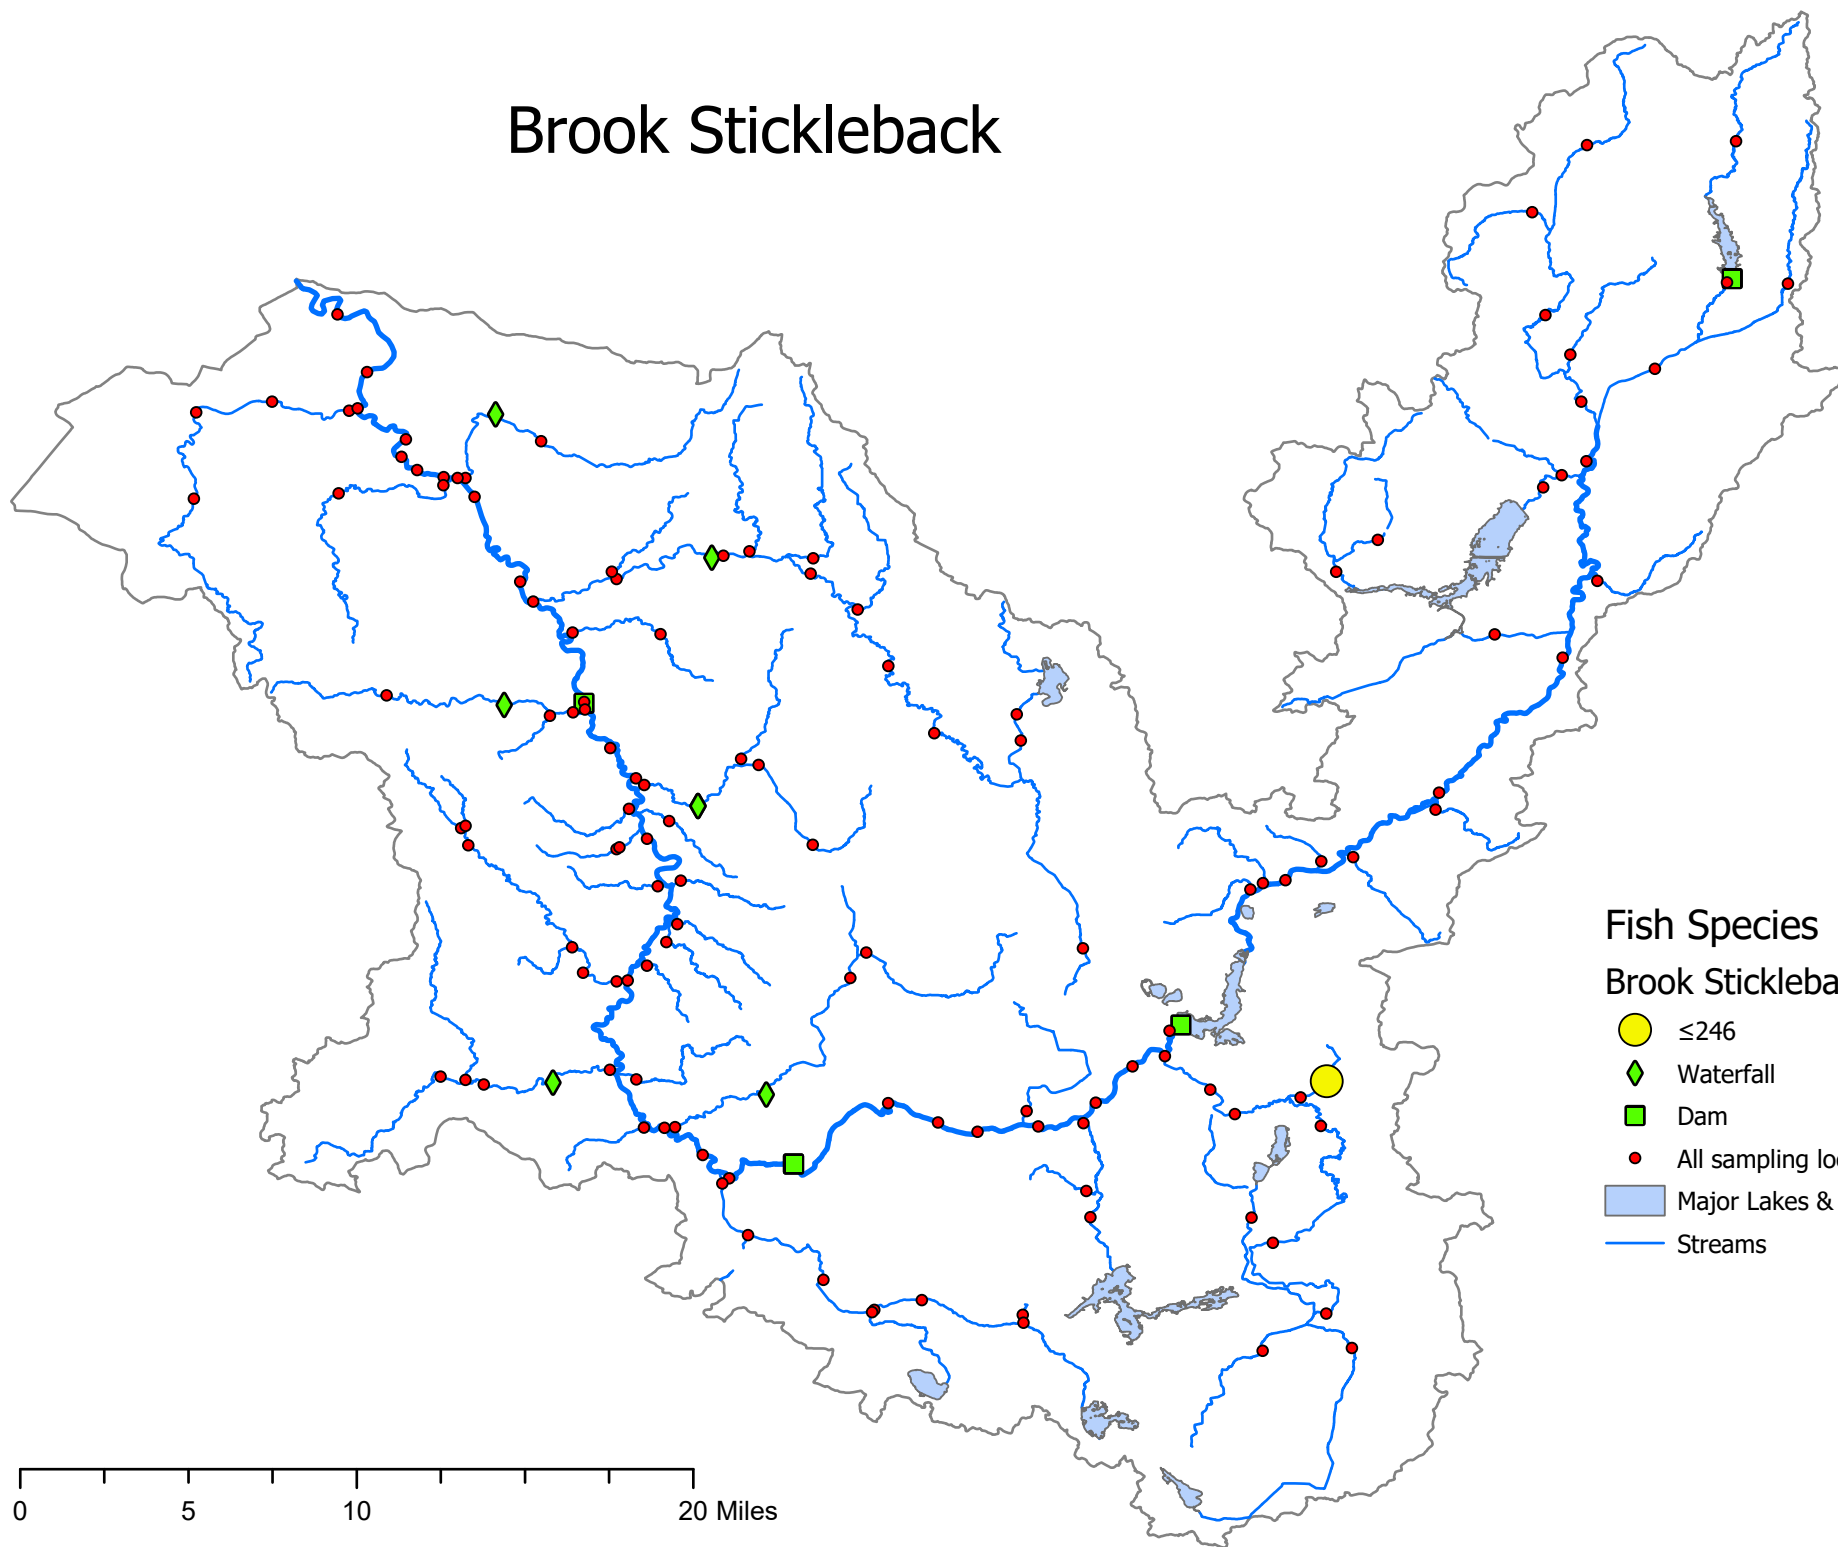 Brook Stickleback
Fish Species
Brook Stickleba
≤246
Waterfall
Dam
All sampling lo
Major Lakes &
Streams
0 5 10 20 Miles